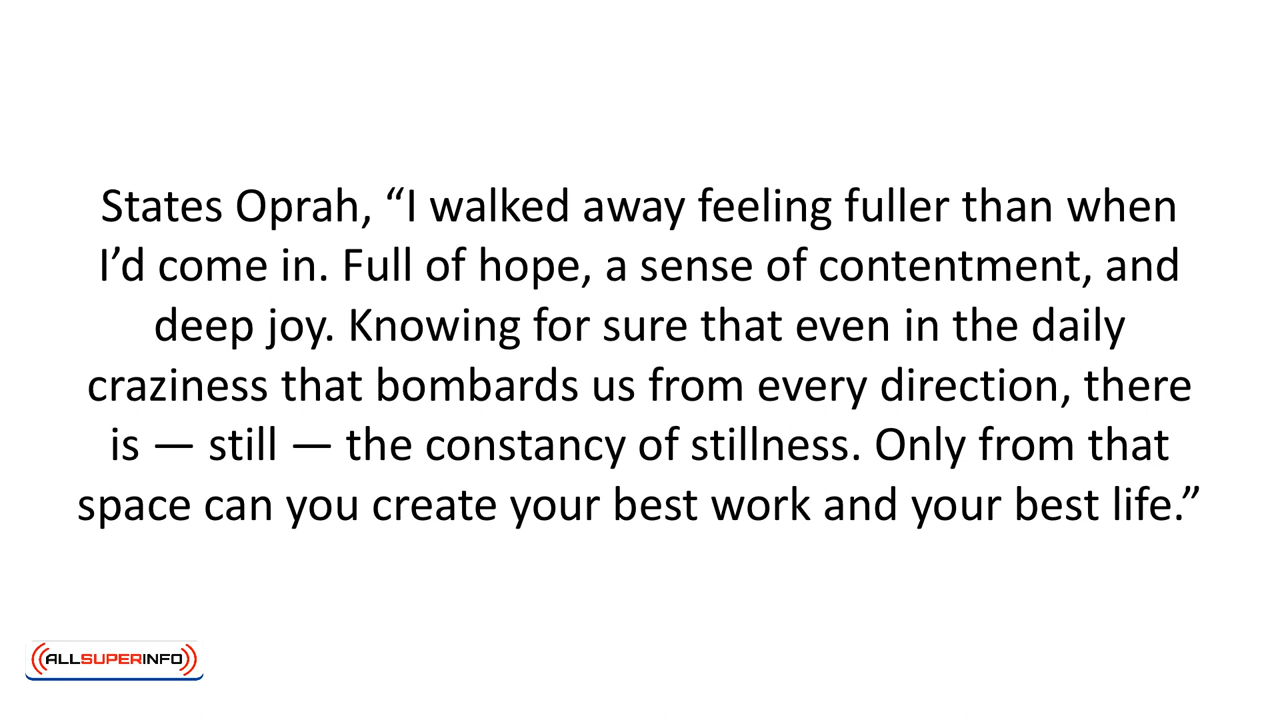 States Oprah, “I walked away feeling fuller than when
I’d come in. Full of hope, a sense of contentment, and
deep joy. Knowing for sure that even in the daily
craziness that bombards us from every direction, there
is — still — the constancy of stillness. Only from that
space can you create your best work and your best life.”
ALLSUPERINFO